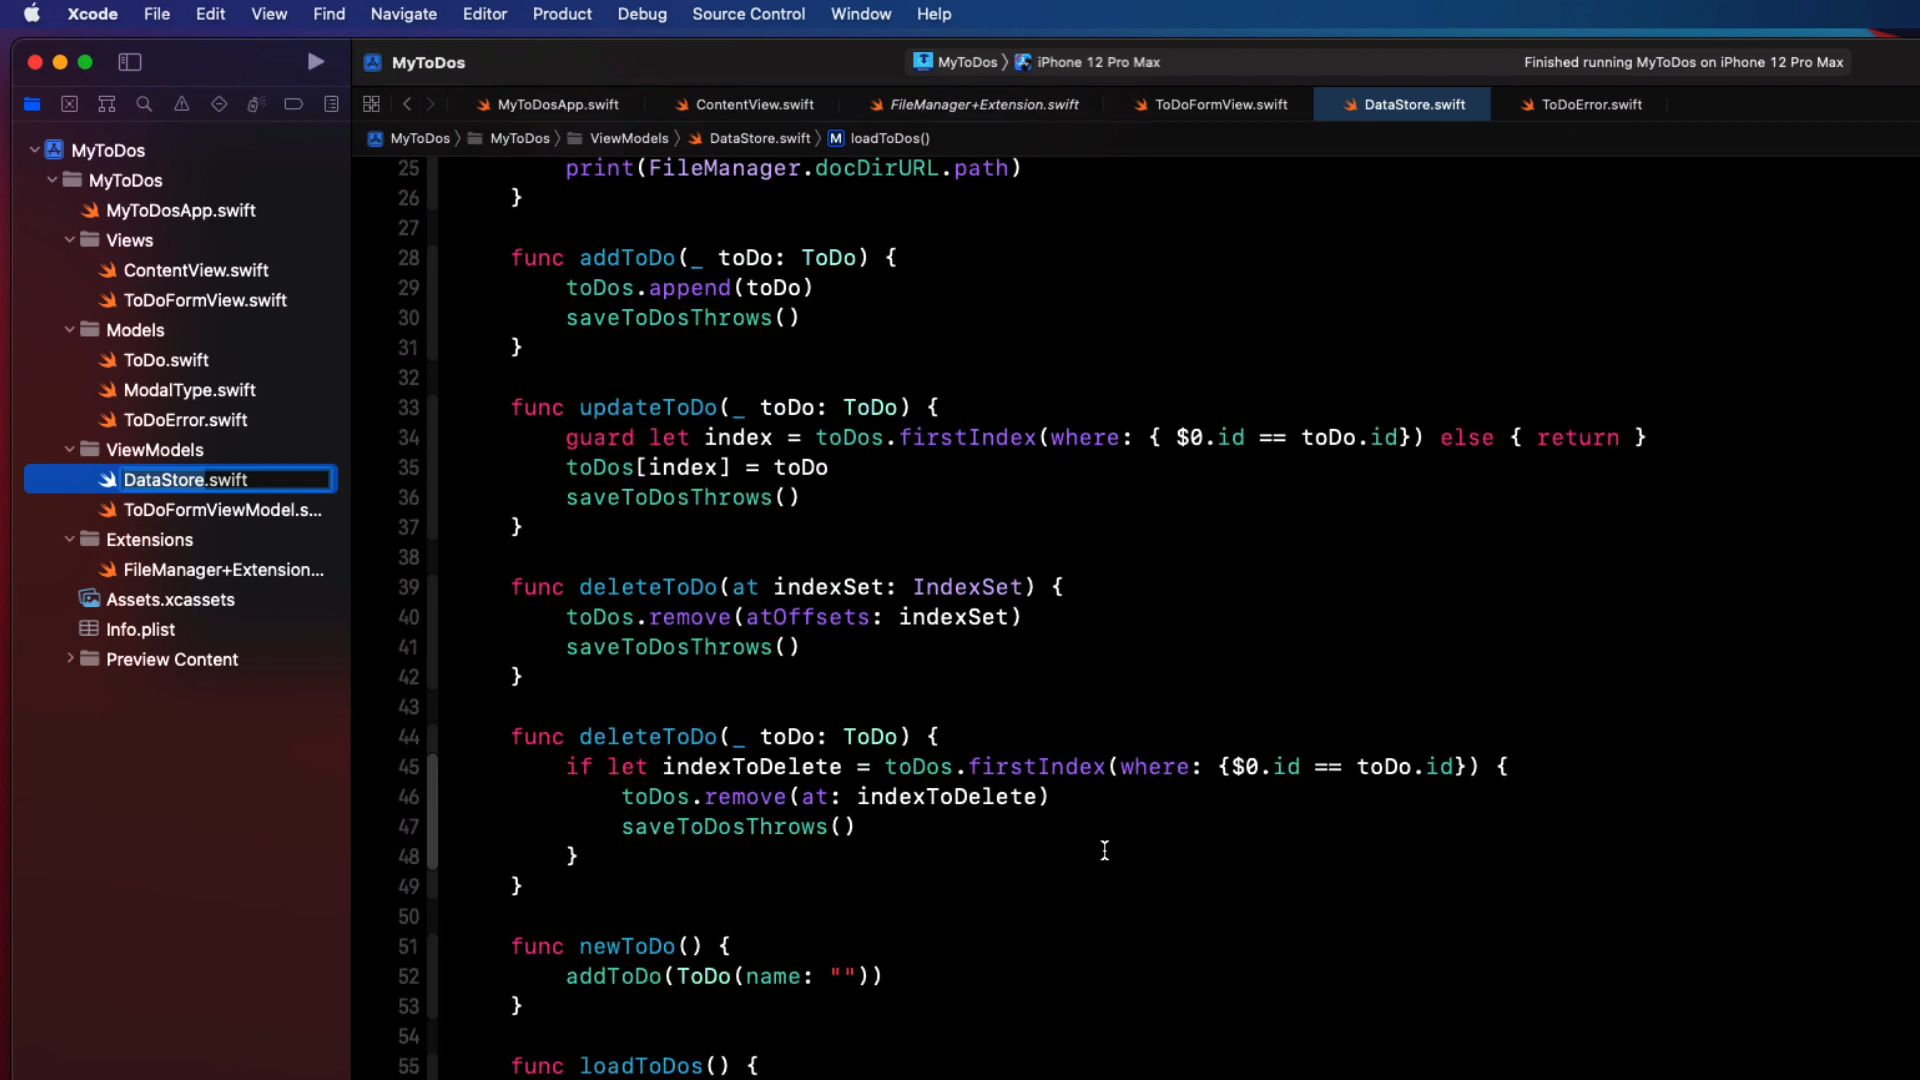 Xcode File Edit View Find Navigate Editor Product Debug Source Control Window Help
MyToDos MyToDos iPhone 12 Pro Max Finished running MyToDos on iPhone 12 Pro Max
MyToDosApp.swift ContentView.swift FileManager+Extension.swift ToDoFormView.swift DataStore.swift ToDoError.swift
MyToDos MyToDos ViewModels DataStore.swift M loadToDos()
MyToDos
MyToDos
MyToDosApp.swift
Views
ContentView.swift
ToDoFormView.swift
Models
ToDo.swift
ModalType.swift
ToDoError.swift
ViewModels
DataStore.swift
ToDoFormViewModel.s...
Extensions
FileManager+Extension...
Assets.xcassets
Info.plist
Preview Content
25 print(FileManager.docDirURL.path)
26 }
27
28 func addToDo(_ toDo: ToDo) {
29 toDos.append(toDo)
30 saveToDosThrows()
31 }
32
33 func updateToDo(_ toDo: ToDo) {
34 guard let index = toDos.firstIndex(where: { $0.id == toDo.id}) else { return }
35 toDos[index] = toDo
36 saveToDosThrows()
37 }
38
39 func deleteToDo(at indexSet: IndexSet) {
40 toDos.remove(atOffsets: indexSet)
41 saveToDosThrows()
42 }
43
44 func deleteToDo(_ toDo: ToDo) {
45 if let indexToDelete = toDos.firstIndex(where: {$0.id == toDo.id}) {
46 toDos.remove(at: indexToDelete)
47 saveToDosThrows()
48 }
49 }
50
51 func newToDo() {
52 addToDo(ToDo(name: ""))
53 }
54
55 func loadToDos() {